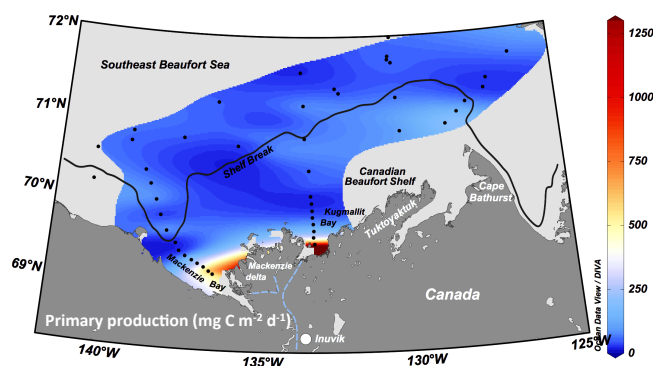 72°N
1250
Southeast Beaufort Sea
71°N
1000
Shelf Break
Canadian
Beaufort Shelf
750
70°N
Cape
Bathurst
Kugmallit
Bay
Tuktoyaktuk
500
69°N
Mackenzie
Bay
Mackenzie
delta
250
Canada
Ocean Data View / DIVA
Primary production (mg C m⁻² d⁻¹)
Inuvik
0
140°W
135°W
130°W
125°W